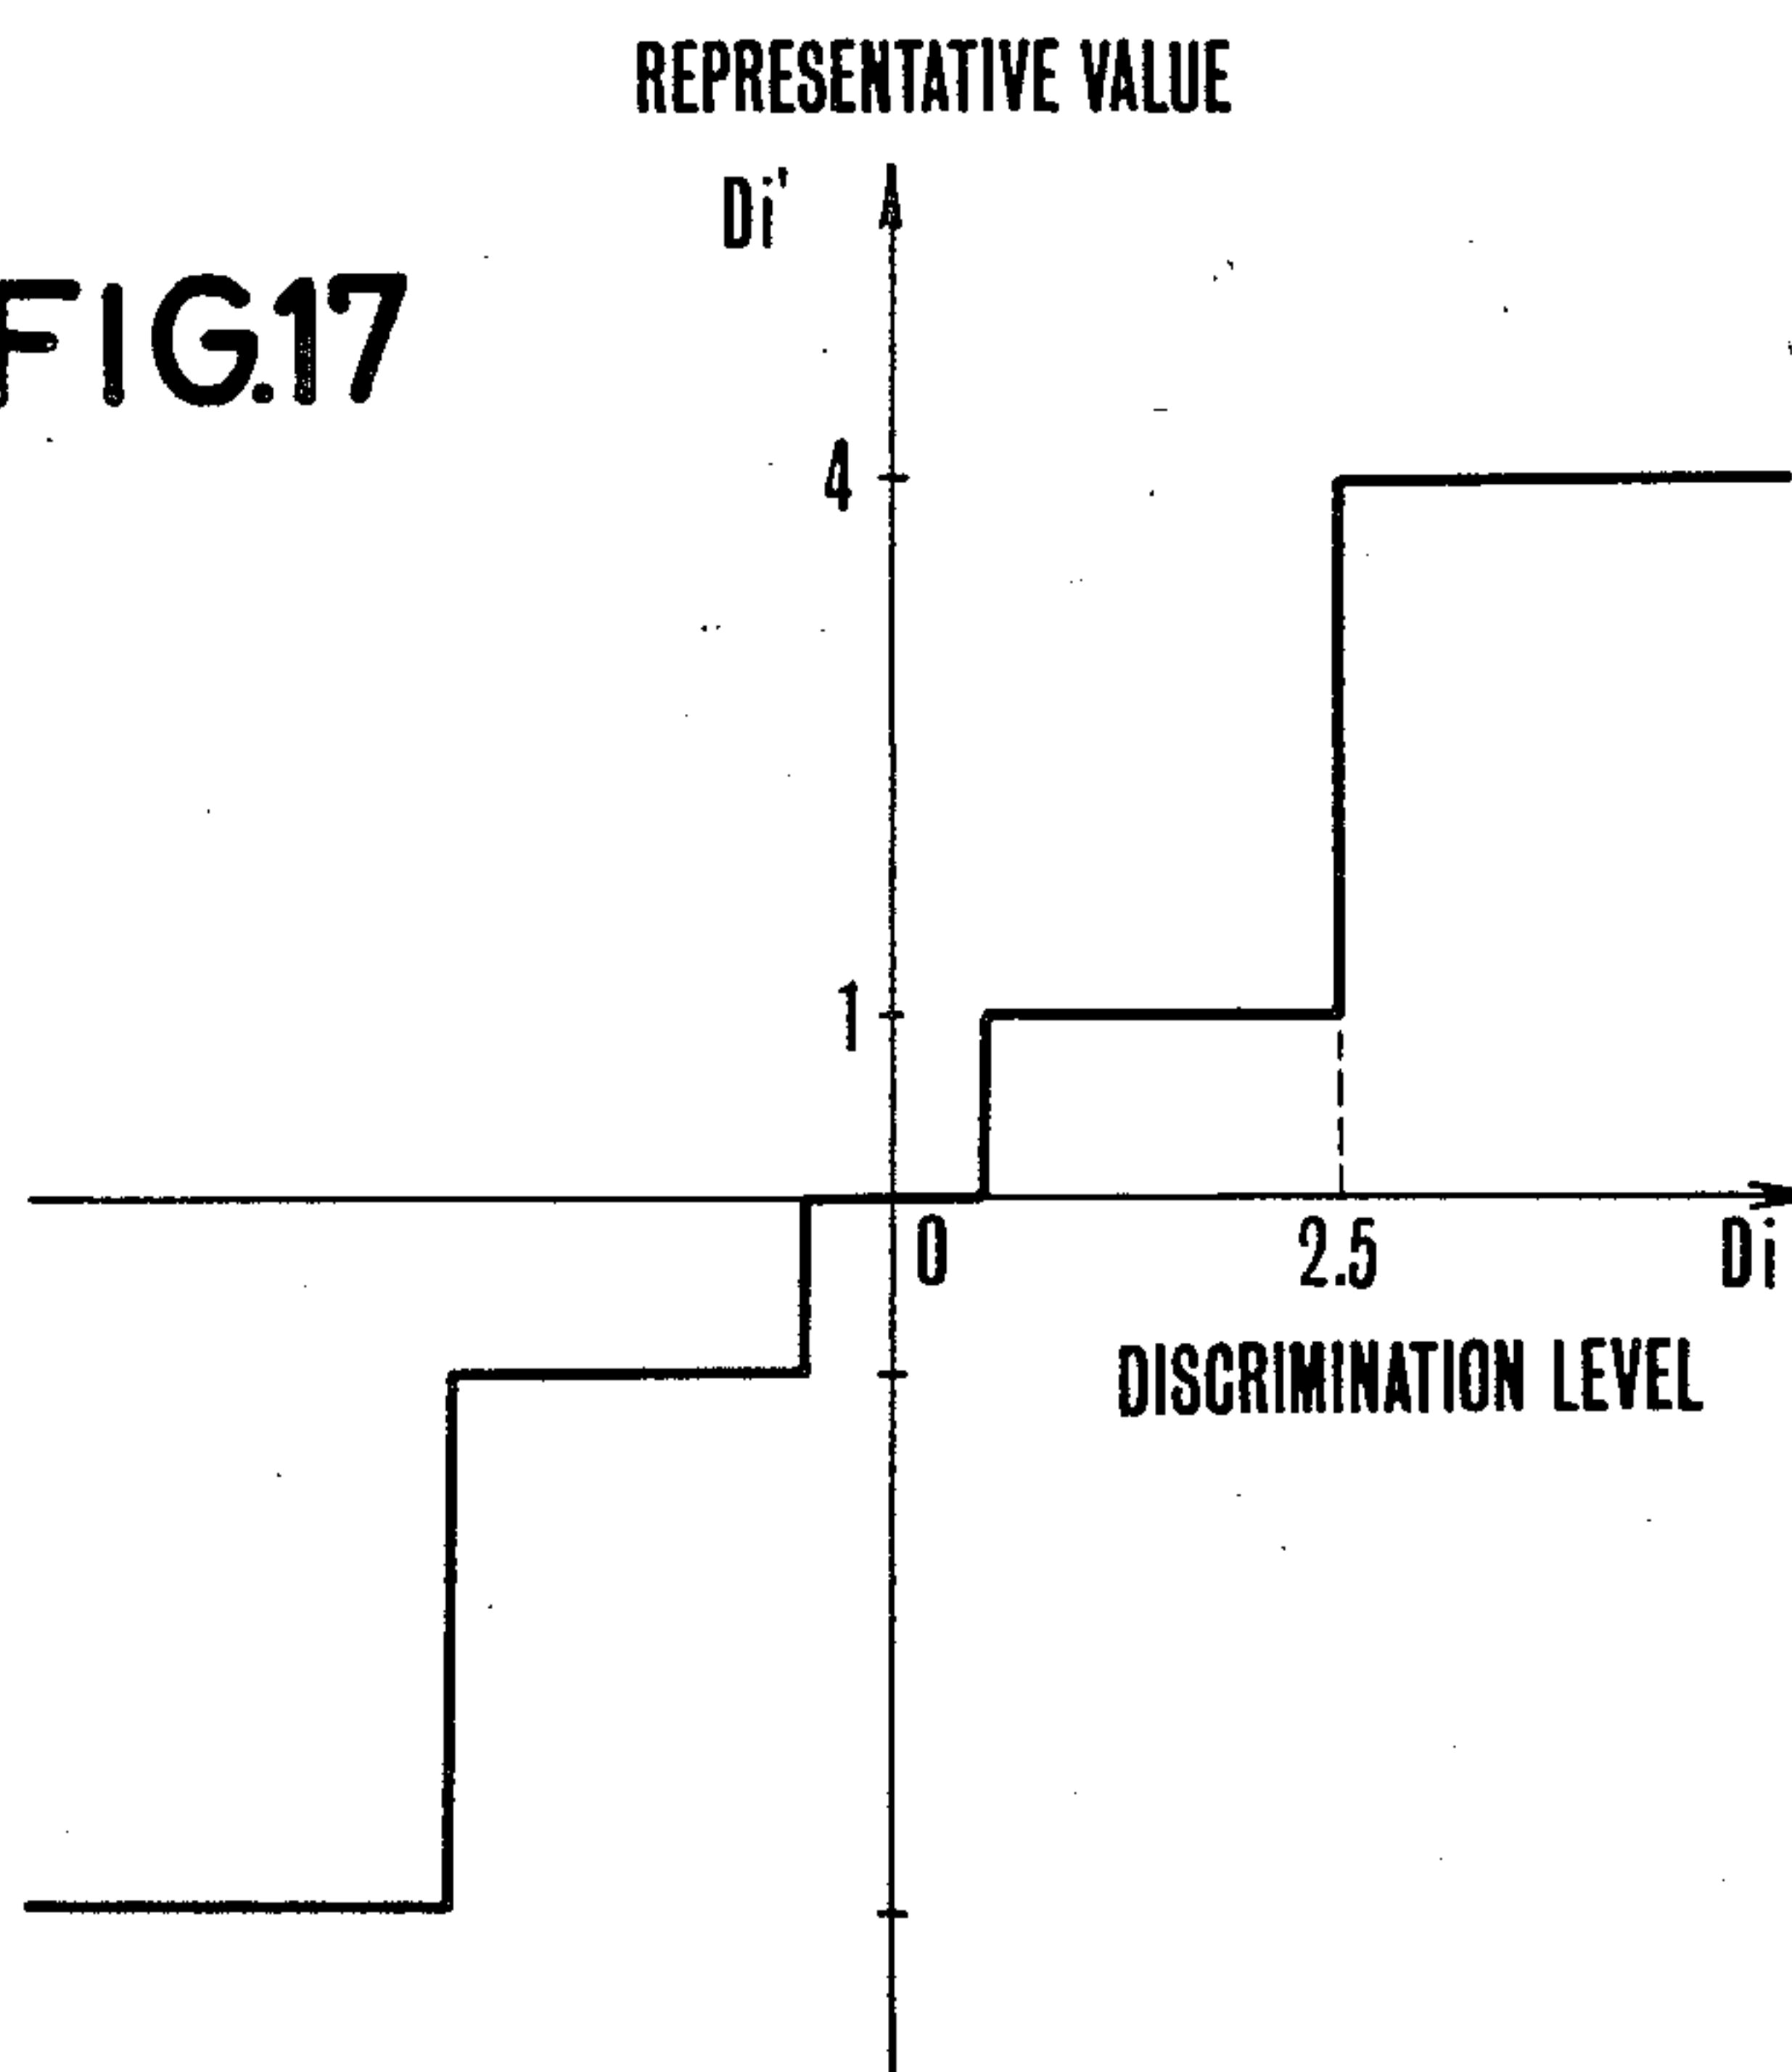 REPRESENTATIVE VALUE
Di'
FIG.17
4
1
0
2.5
Di
DISCRIMINATION LEVEL